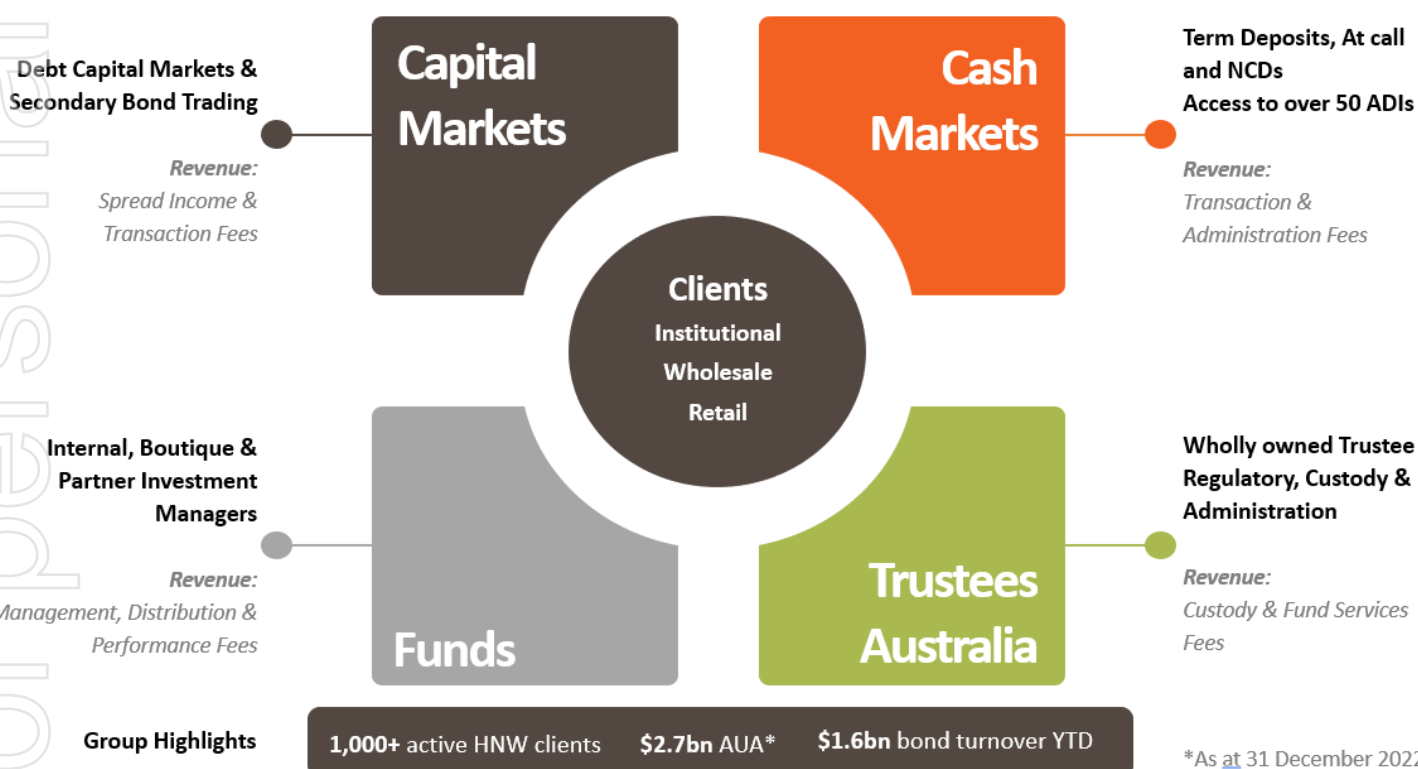 Debt Capital Markets &
Secondary Bond Trading
Revenue:
Spread Income &
Transaction Fees
Capital
Markets
Cash
Markets
Term Deposits, At call
and NCDs
Access to over 50 ADIs
Revenue:
Transaction &
Administration Fees
Clients
Institutional
Wholesale
Retail
Internal, Boutique &
Partner Investment
Managers
Revenue:
Management, Distribution &
Performance Fees
Funds
Trustees
Australia
Wholly owned Trustee
Regulatory, Custody &
Administration
Revenue:
Custody & Fund Services
Fees
Group Highlights
1,000+ active HNW clients $2.7bn AUA* $1.6bn bond turnover YTD
*As at 31 December 2022
or personal